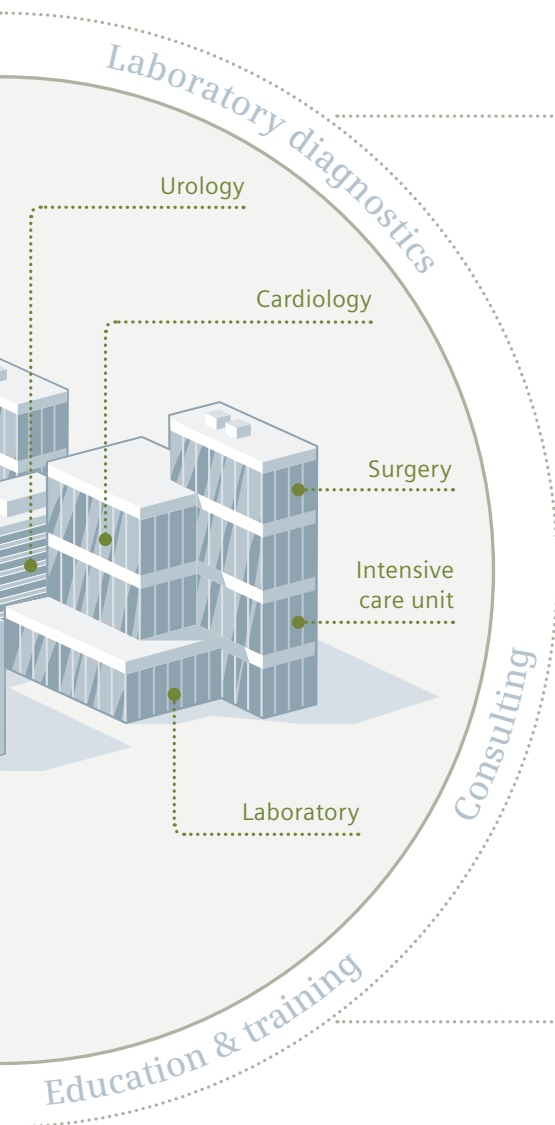 Laboratory diagnostics
Urology
Cardiology
Surgery
Intensive
care unit
Consulting
Laboratory
Education & training